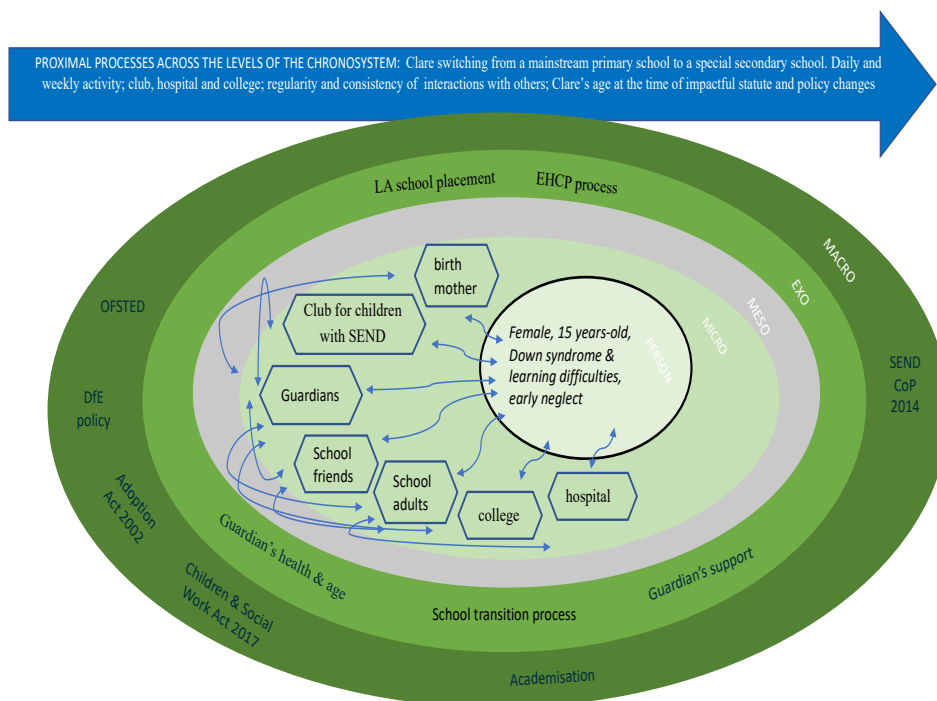 PROXIMAL PROCESSES ACROSS THE LEVELS OF THE CHRONOSYSTEM: Clare switching from a mainstream primary school to a special secondary school. Daily and
weekly activity; club, hospital and college; regularity and consistency of interactions with others; Clare's age at the time of impactful statute and policy changes
LA school placement
EHCP process
MACRO
EXO
MESO
MICRO
PERSON
OFSTED
DfE
policy
Adoption
Act 2002
Children & Social
Work Act 2017
Academisation
SEND
CoP
2014
Guardian's health & age
School transition process
Guardian's support
birth
mother
Club for children
with SEND
Guardians
School
friends
School
adults
college
hospital
Female, 15 years-old,
Down syndrome &
learning difficulties,
early neglect